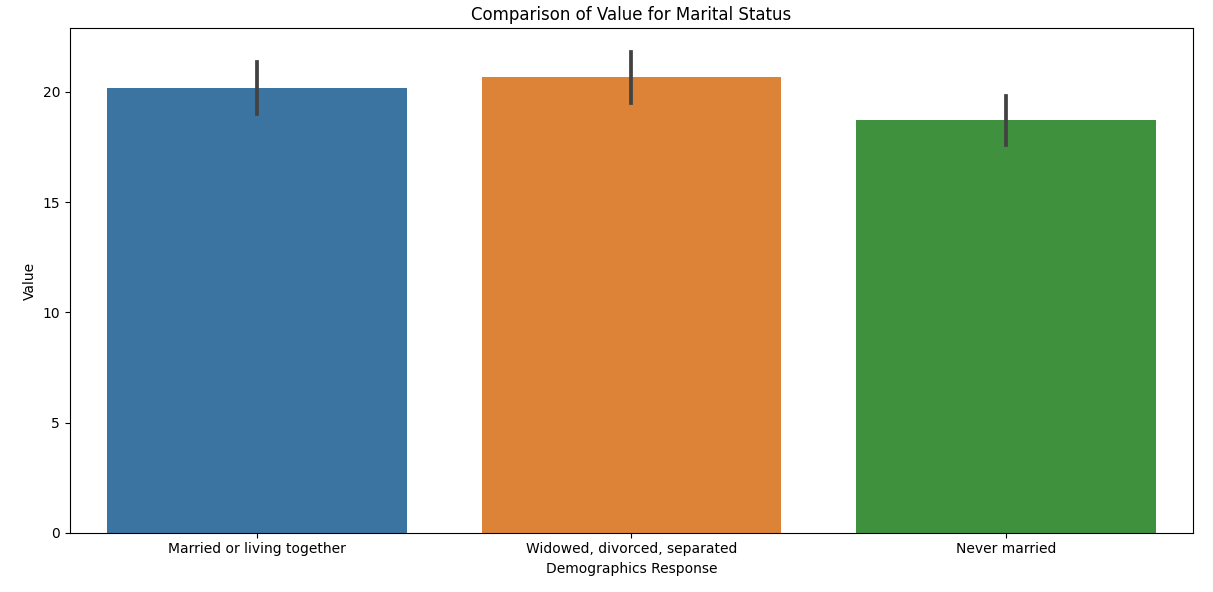 Comparison of Value for Marital Status
Value
20
15
10
5
0
Married or living together
Widowed, divorced, separated
Never married
Demographics Response